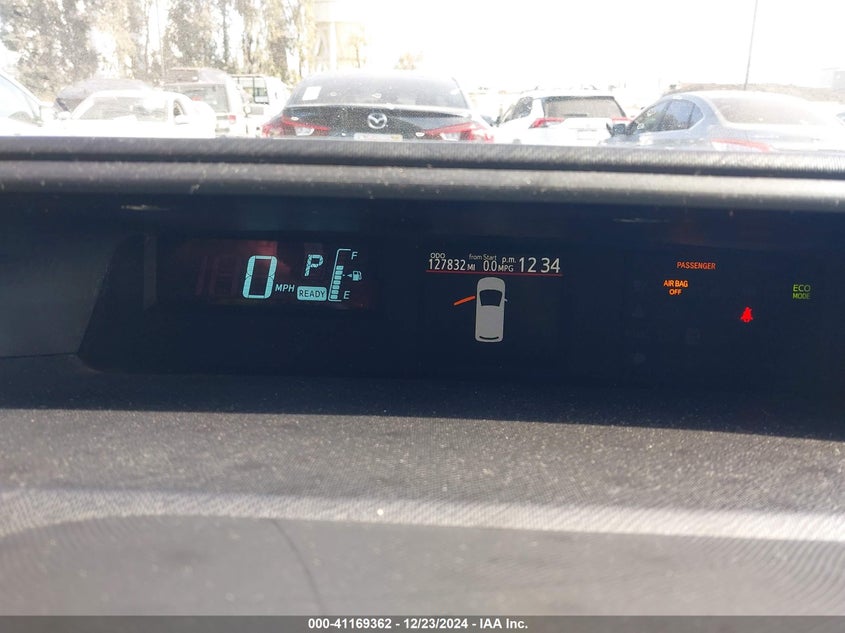 0 MPH
P
READY
F
E
ODO
127832 MI
from Start
0.0 MPG
p.m.
12 34
PASSENGER
AIR BAG
OFF
ECO
MODE
000-41169362 - 12/23/2024 - IAA Inc.